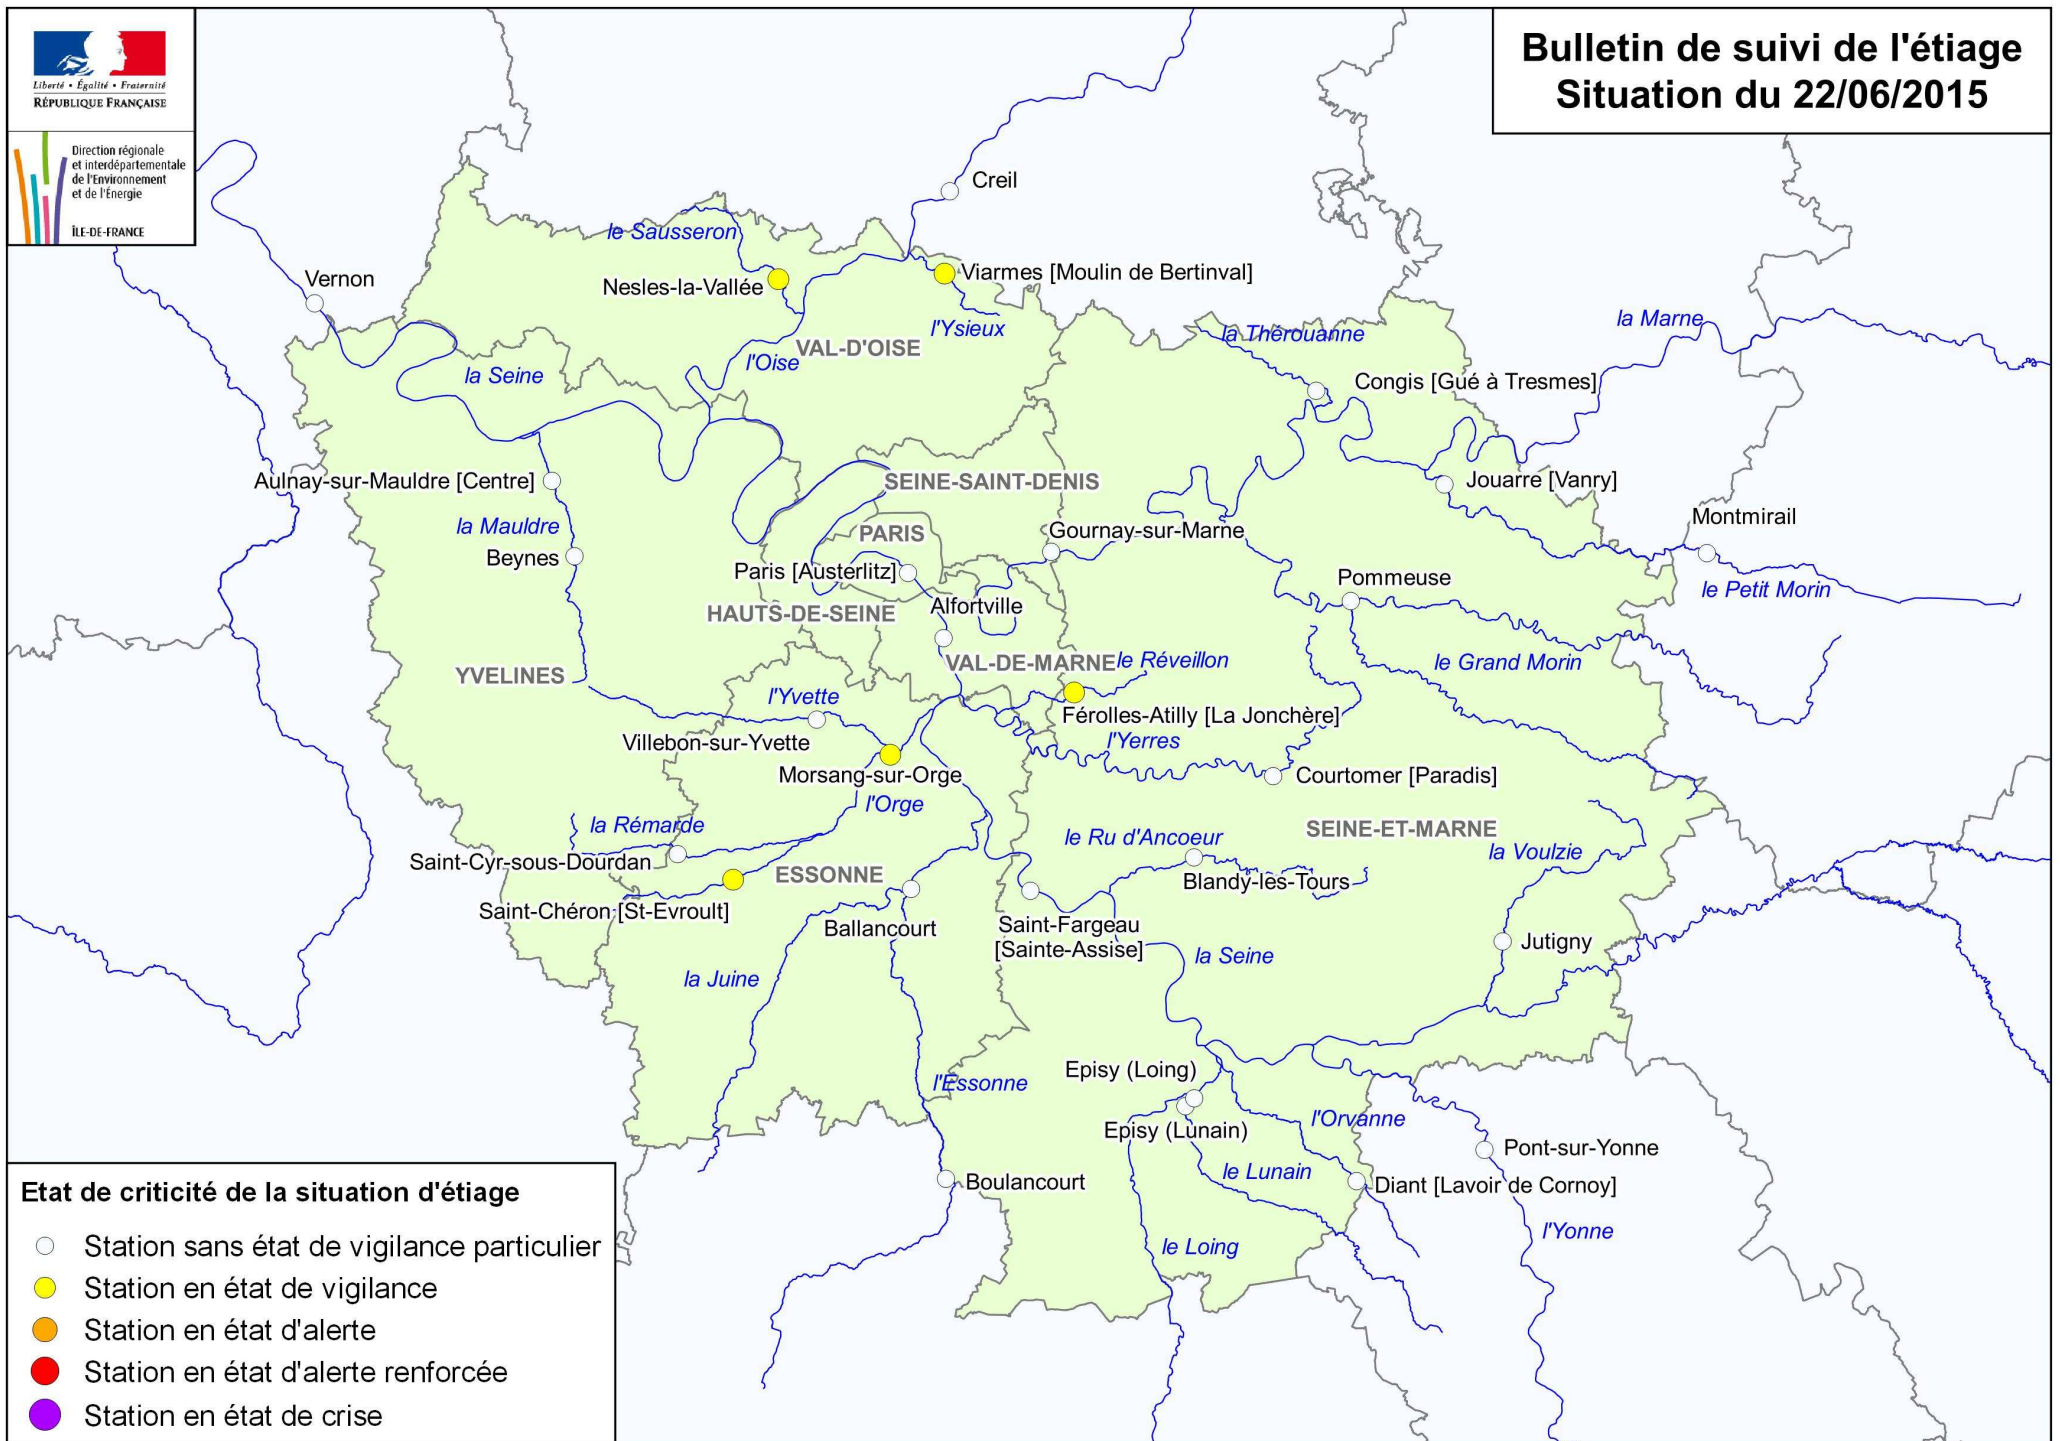 Liberté • Égalité • Fraternité
RÉPUBLIQUE FRANÇAISE
Direction régionale
et interdépartementale
de l'Environnement
et de l'Énergie
ÎLE-DE-FRANCE
Bulletin de suivi de l'étiage
Situation du 22/06/2015
Creil
le Sausseron
Vernon
Nesles-la-Vallée
Viarmes [Moulin de Bertinval]
l'Ysieux
la Marne
la Thérouanne
VAL-D'OISE
l'Oise
la Seine
Congis [Gué à Tresmes]
Aulnay-sur-Mauldre [Centre]
SEINE-SAINT-DENIS
Jouarre [Vanry]
la Mauldre
PARIS
Gournay-sur-Marne
Montmirail
Beynes
Paris [Austerlitz]
Pommeuse
le Petit Morin
HAUTS-DE-SEINE
Alfortville
YVELINES
VAL-DE-MARNE
le Réveillon
le Grand Morin
l'Yvette
Férolles-Atilly [La Jonchère]
Villebon-sur-Yvette
l'Yerres
Morsang-sur-Orge
Courtomer [Paradis]
l'Orge
la Rémarde
le Ru d'Ancoeur
SEINE-ET-MARNE
la Voulzie
Saint-Cyr-sous-Dourdan
ESSONNE
Blandy-les-Tours
Saint-Chéron [St-Evroult]
Ballancourt
Saint-Fargeau
[Sainte-Assise]
Jutigny
la Seine
la Juine
Episy (Loing)
l'Essonne
l'Orvanne
Episy (Lunain)
Pont-sur-Yonne
le Lunain
Boulancourt
Diant [Lavoir de Cornoy]
l'Yonne
le Loing
Etat de criticité de la situation d'étiage
Station sans état de vigilance particulier
Station en état de vigilance
Station en état d'alerte
Station en état d'alerte renforcée
Station en état de crise